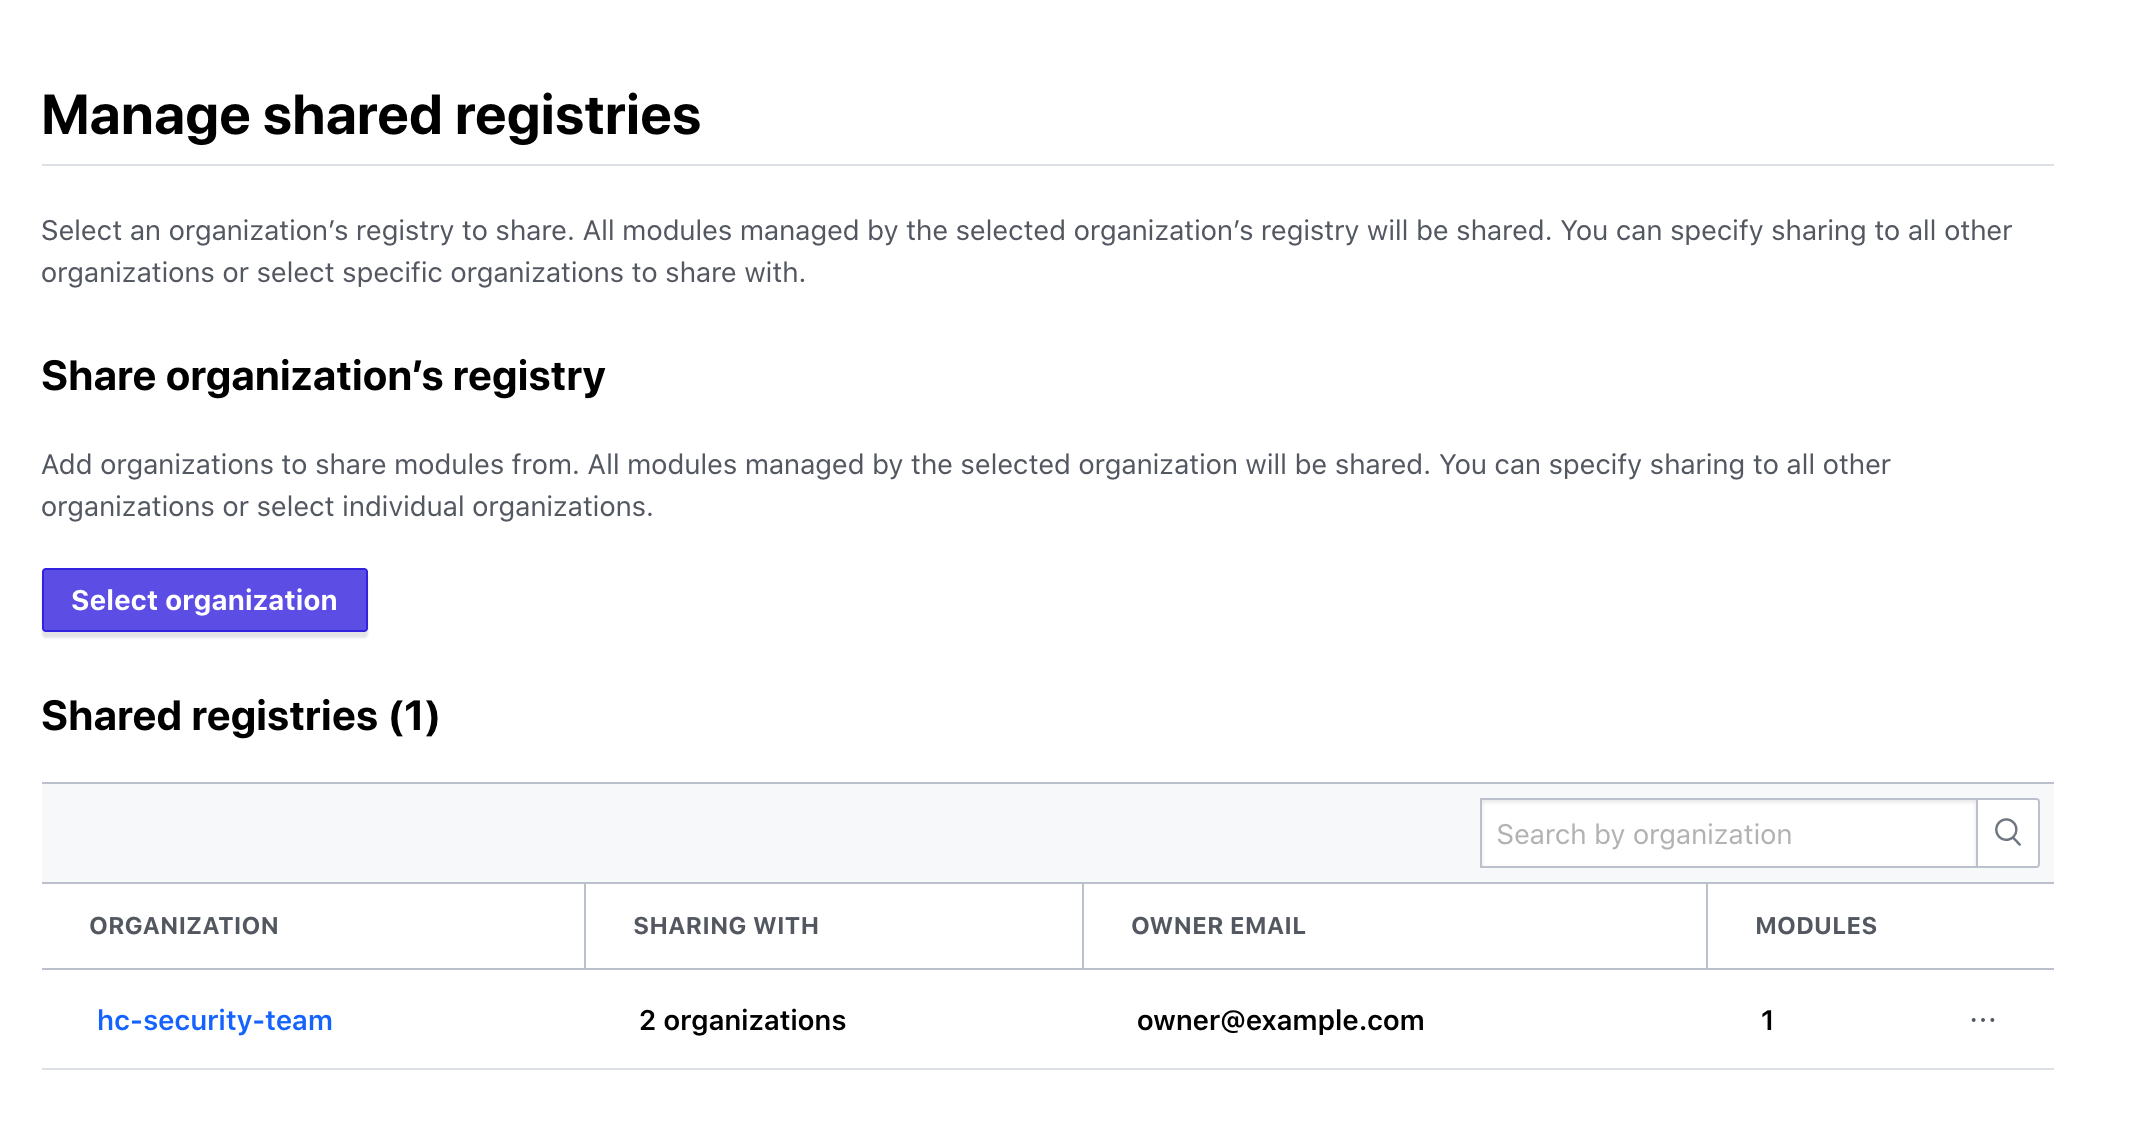 Manage shared registries
Select an organization’s registry to share. All modules managed by the selected organization’s registry will be shared. You can specify sharing to all other
organizations or select specific organizations to share with.
Share organization’s registry
Add organizations to share modules from. All modules managed by the selected organization will be shared. You can specify sharing to all other
organizations or select individual organizations.
Select organization
Shared registries (1)
Search by organization
ORGANIZATION SHARING WITH OWNER EMAIL MODULES
hc-security-team 2 organizations owner@example.com 1 ...